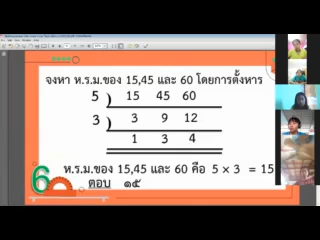 จงหา ห.ร.ม.ของ 15,45 และ 60 โดยการตั้งหาร
5 ) 15 45 60
3 ) 3 9 12
1 3 4
ห.ร.ม.ของ 15,45 และ 60 คือ 5 × 3 = 15
ตอบ ๑๕
6